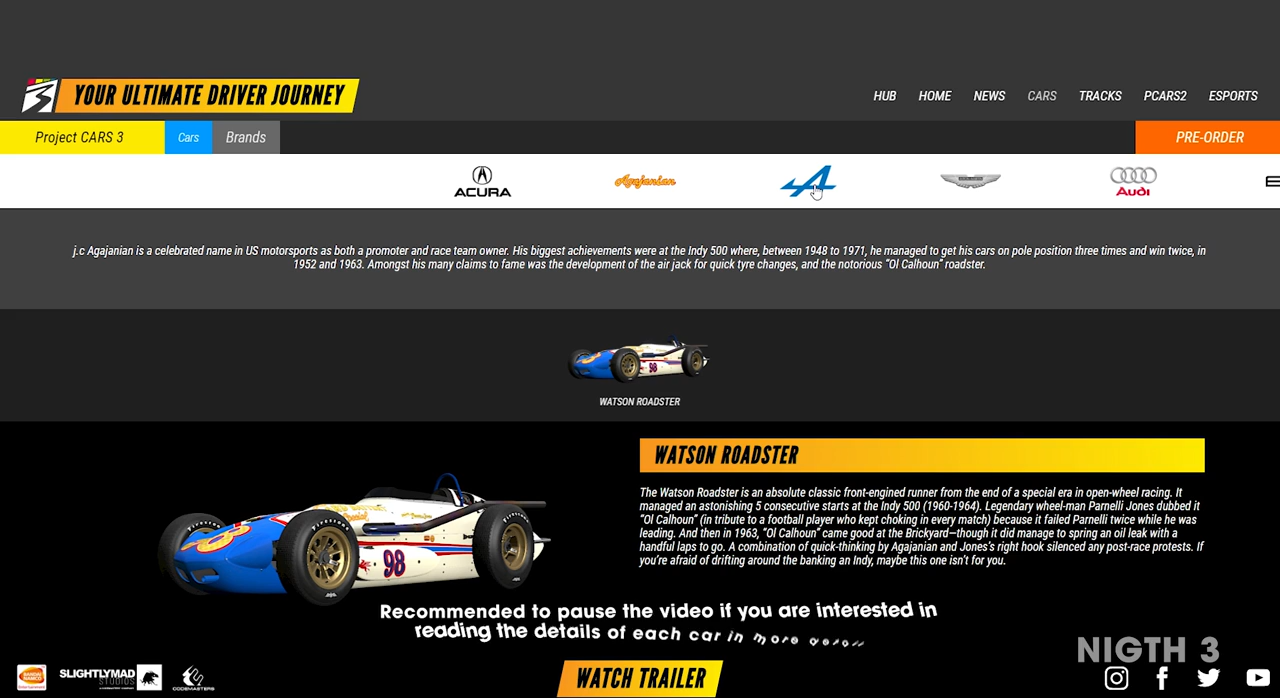 YOUR ULTIMATE DRIVER JOURNEY
HUB HOME NEWS CARS TRACKS PCARS2 ESPORTS
Project CARS 3 Cars Brands PRE-ORDER
ACURA Agajanian Audi
j.c Agajanian is a celebrated name in US motorsports as both a promoter and race team owner. His biggest achievements were at the Indy 500 where, between 1948 to 1971, he managed to get his cars on pole position three times and win twice, in
1952 and 1963. Amongst his many claims to fame was the development of the air jack for quick tyre changes, and the notorious “Ol Calhoun” roadster.
98
WATSON ROADSTER
WATSON ROADSTER
The Watson Roadster is an absolute classic front-engined runner from the end of a special era in open-wheel racing. It
managed an astonishing 5 consecutive starts at the Indy 500 (1960-1964). Legendary wheel-man Parnelli Jones dubbed it
“Ol Calhoun” (in tribute to a football player who kept choking in every match) because it failed Parnelli twice while he was
leading. And then in 1963, “Ol Calhoun” came good at the Brickyard—though it did manage to spring an oil leak with a
handful laps to go. A combination of quick-thinking by Agajanian and Jones's right hook silenced any post-race protests. If
you're afraid of drifting around the banking an Indy, maybe this one isn't for you.
Firestone
98
Recommended to pause the video if you are interested in
reading the details of each car in more
NIGTH 3
SLIGHTLYMAD
STUDIOS
CODEMASTERS
WATCH TRAILER